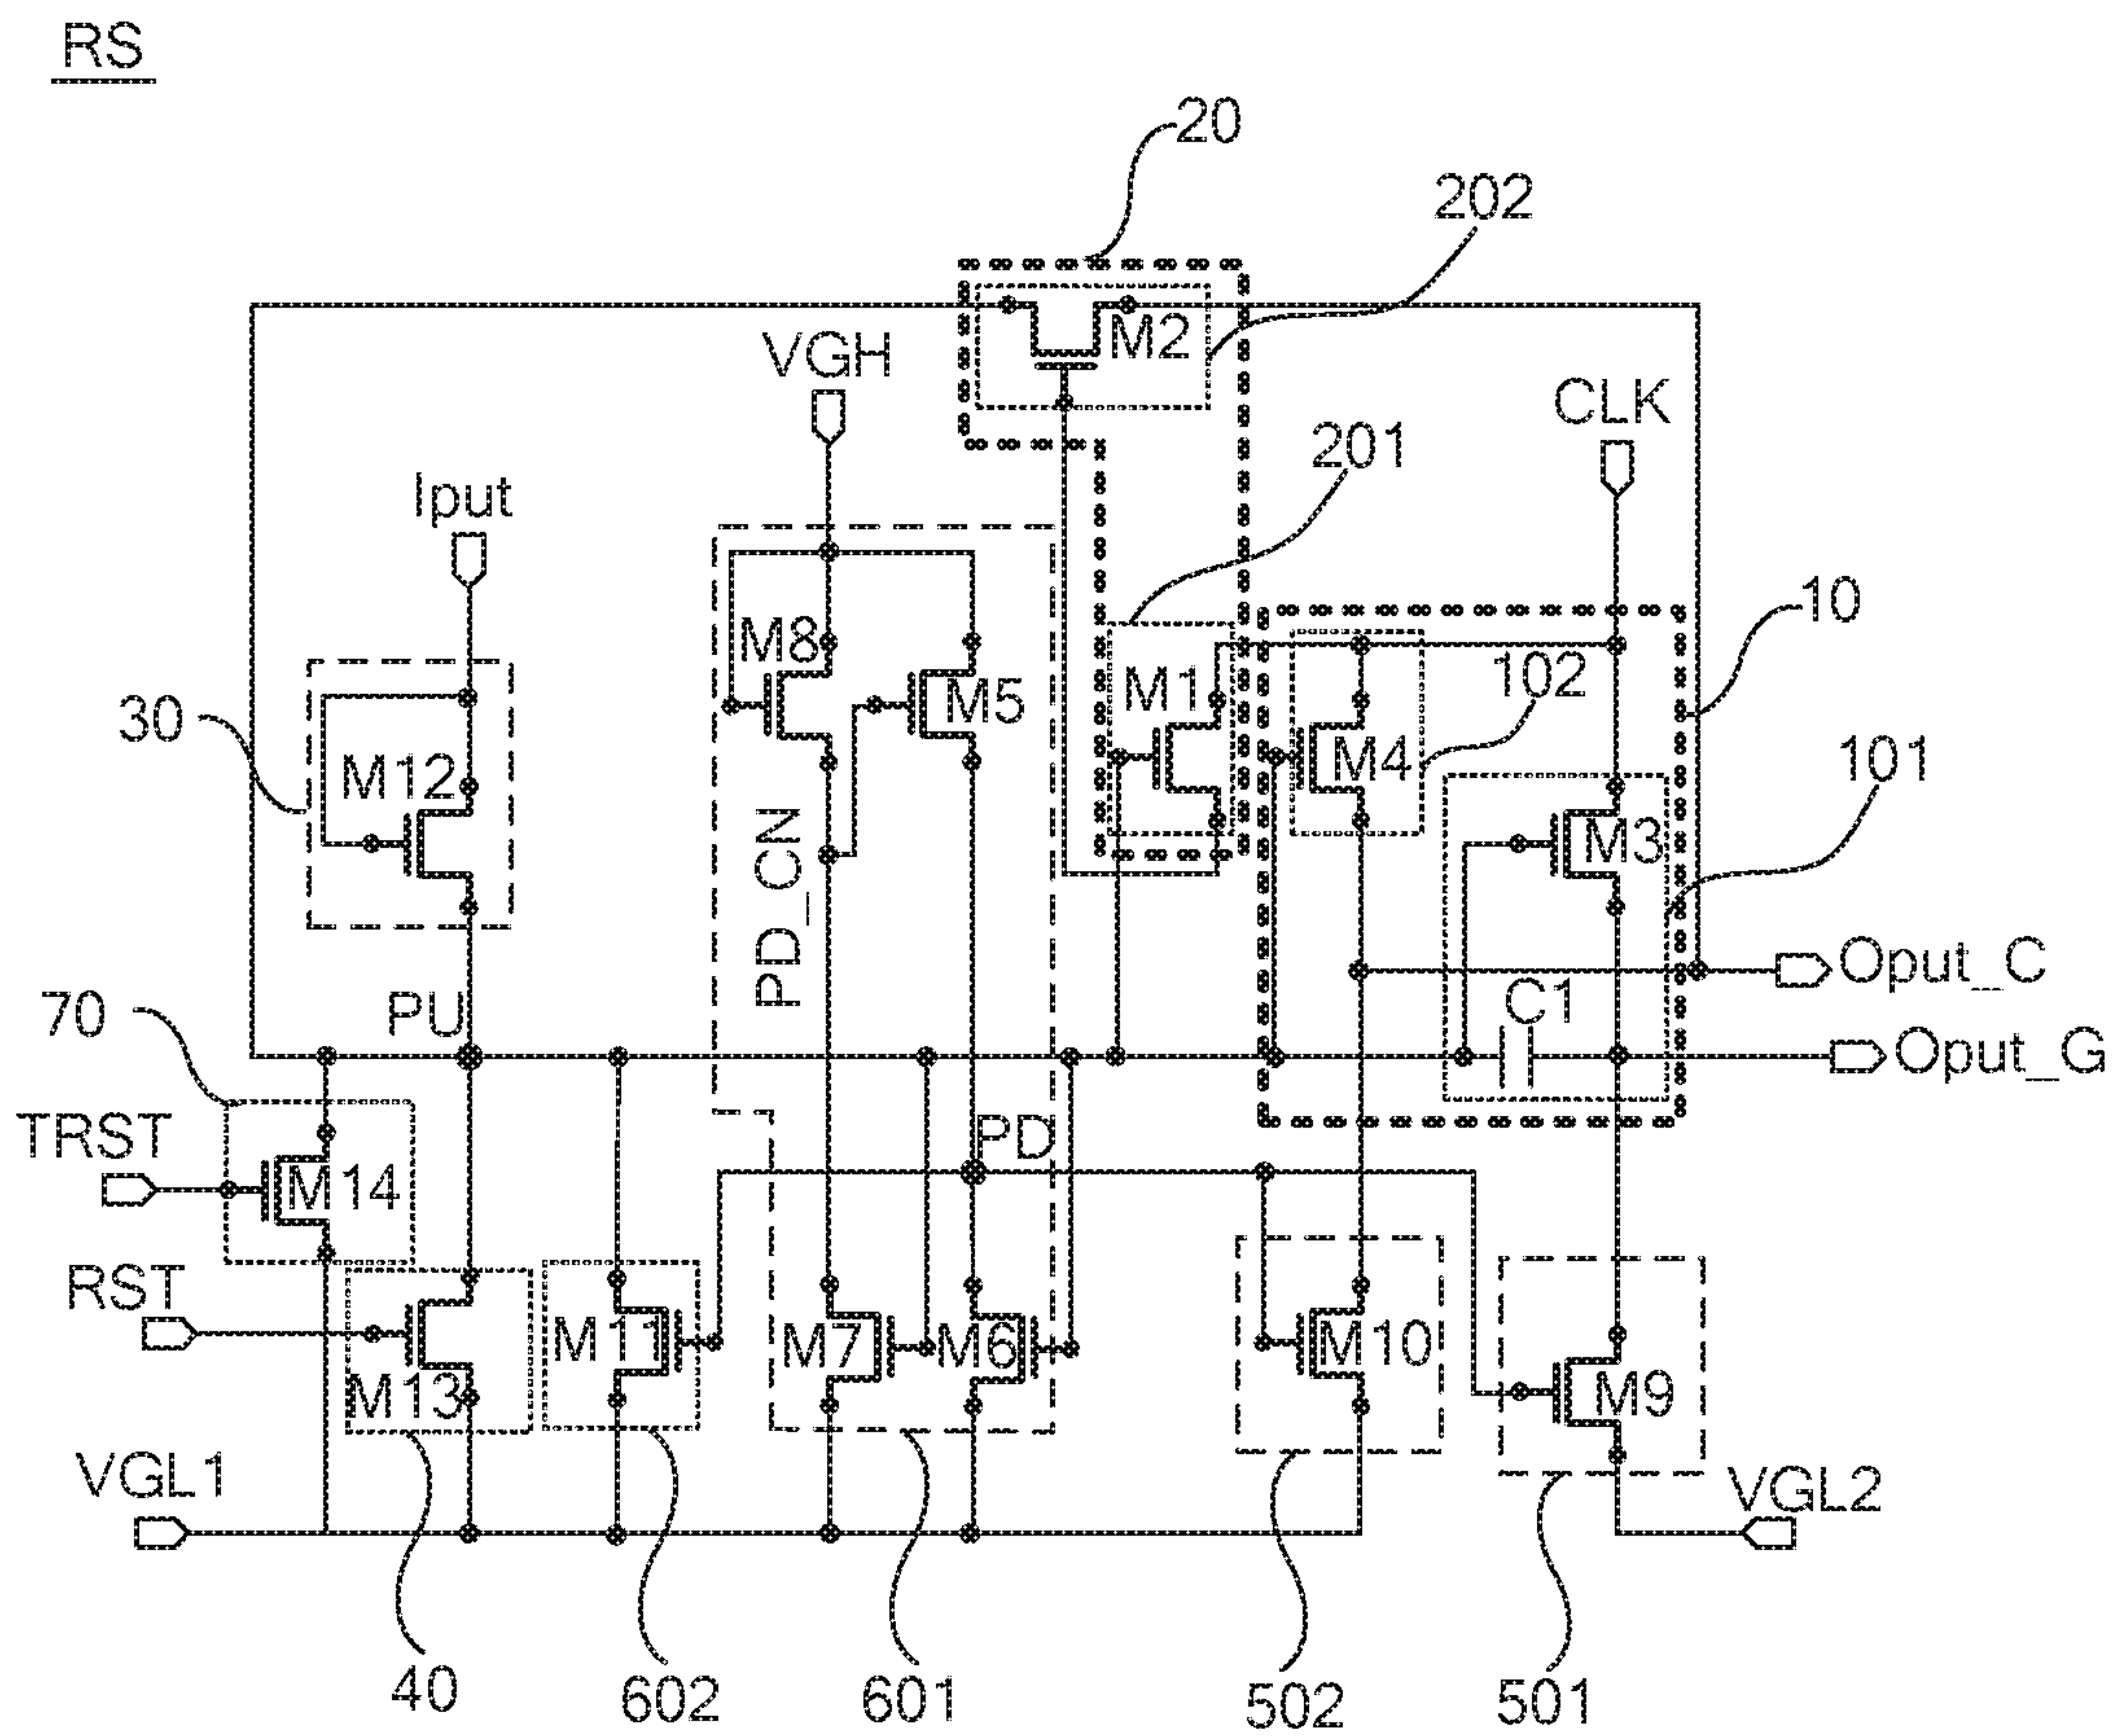 RS
20
202
VGH
M2
CLK
201
Iput
10
M8
M5
M1
102
30
M12
M4
101
M3
PD_CN
Oput_C
70
PU
C1
Oput_G
TRST
PD
M14
RST
M11
M7
M6
M10
M13
M9
VGL1
VGL2
40
602
601
502
501